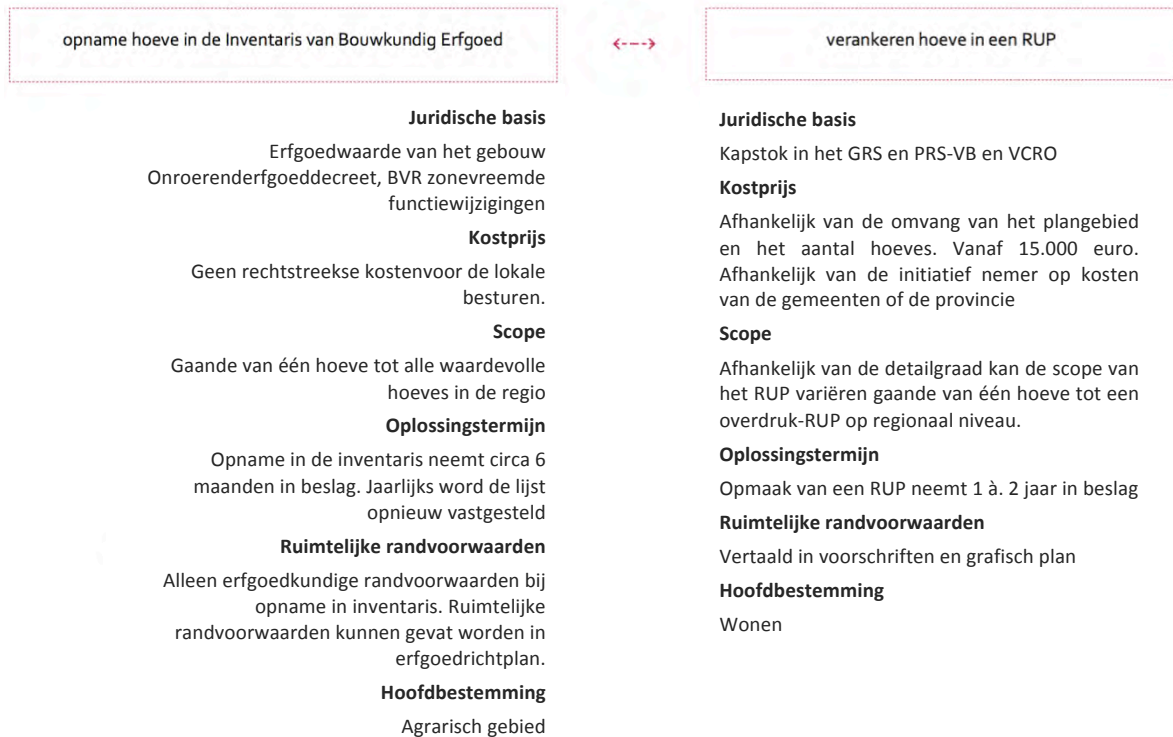 opname hoeve in de Inventaris van Bouwkundig Erfgoed
Juridische basis
Erfgoedwaarde van het gebouw
Onroerenderfgoeddecreet, BVR zonevreemde
functiewijzigingen
Kostprijs
Geen rechtstreekse kostenvoor de lokale
besturen.
Scope
Gaande van één hoeve tot alle waardevolle
hoeves in de regio
Oplossingstermijn
Opname in de inventaris neemt circa 6
maanden in beslag. Jaarlijks word de lijst
opnieuw vastgesteld
Ruimtelijke randvoorwaarden
Alleen erfgoedkundige randvoorwaarden bij
opname in inventaris. Ruimtelijke
randvoorwaarden kunnen gevat worden in
erfgoedrichtplan.
Hoofdbestemming
Agrarisch gebied
verankeren hoeve in een RUP
Juridische basis
Kapstok in het GRS en PRS-VB en VCRO
Kostprijs
Afhankelijk van de omvang van het plangebied
en het aantal hoeves. Vanaf 15.000 euro.
Afhankelijk van de initiatief nemer op kosten
van de gemeenten of de provincie
Scope
Afhankelijk van de detailgraad kan de scope van
het RUP variëren gaande van één hoeve tot een
overdruk-RUP op regionaal niveau.
Oplossingstermijn
Opmaak van een RUP neemt 1 à. 2 jaar in beslag
Ruimtelijke randvoorwaarden
Vertaald in voorschriften en grafisch plan
Hoofdbestemming
Wonen